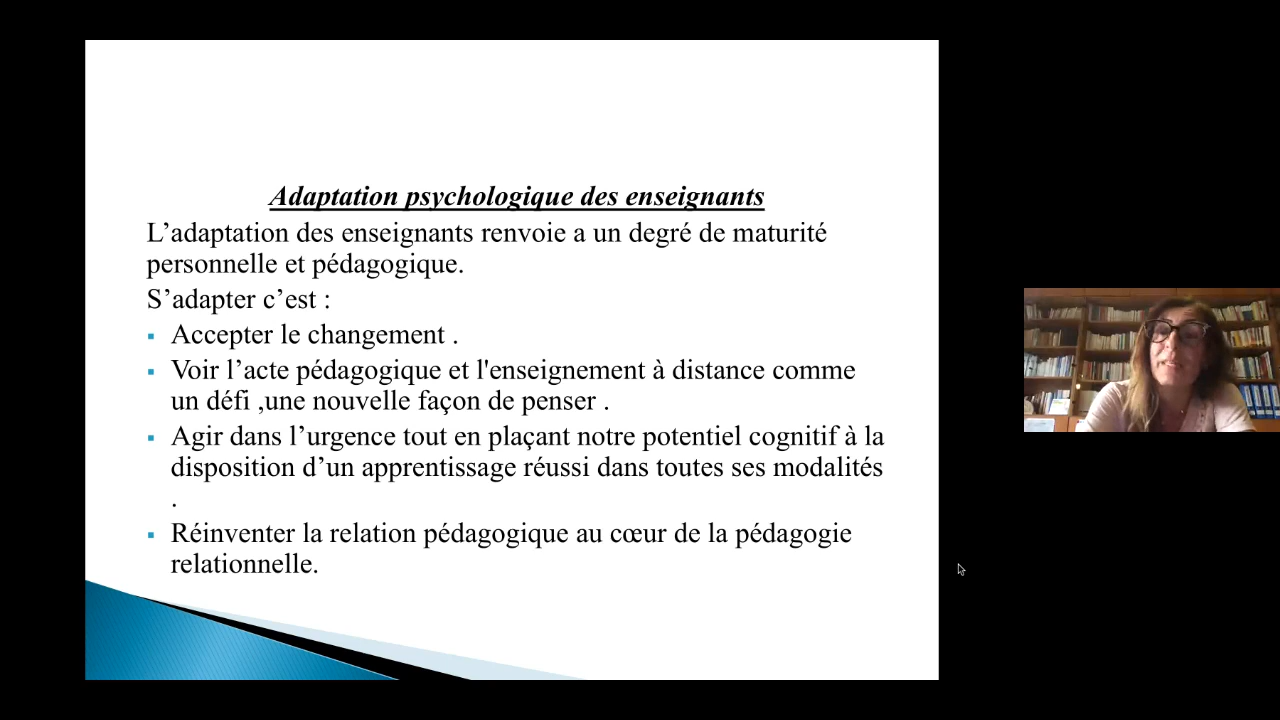 Adaptation psychologique des enseignants
L’adaptation des enseignants renvoie a un degré de maturité
personnelle et pédagogique.
S’adapter c’est :
Accepter le changement .
Voir l’acte pédagogique et l'enseignement à distance comme
un défi ,une nouvelle façon de penser .
Agir dans l’urgence tout en plaçant notre potentiel cognitif à la
disposition d’un apprentissage réussi dans toutes ses modalités
.
Réinventer la relation pédagogique au cœur de la pédagogie
relationnelle.